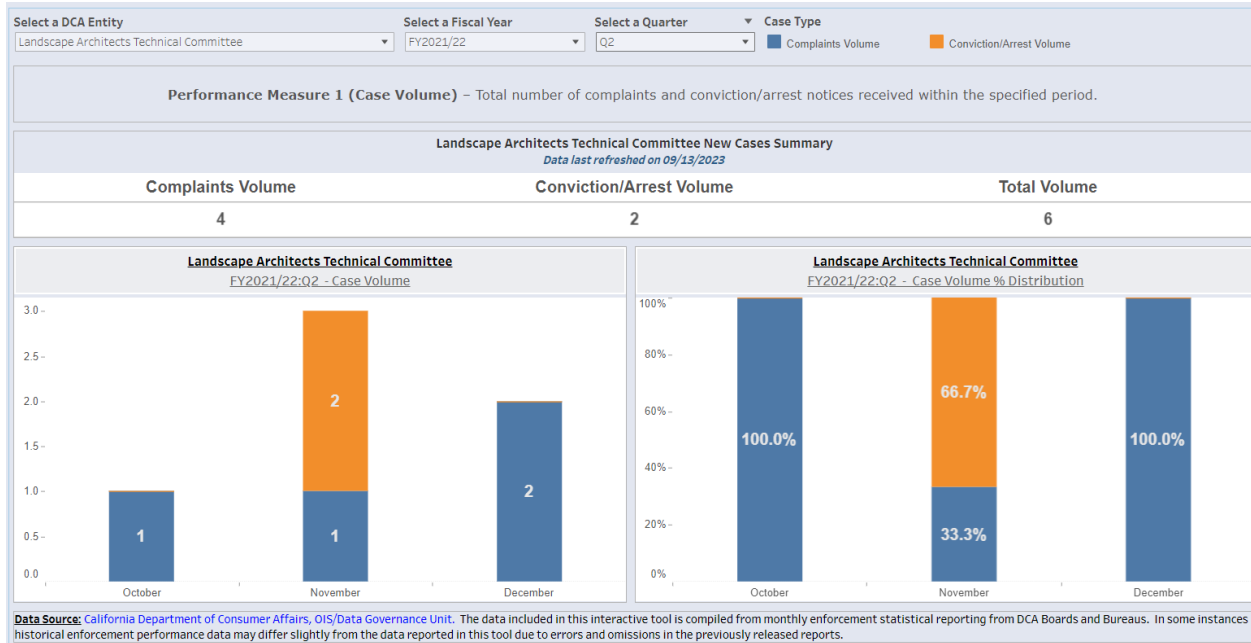 Select a DCA Entity
Landscape Architects Technical Committee
Select a Fiscal Year
FY2021/22
Select a Quarter
Q2
Case Type
Complaints Volume
Conviction/Arrest Volume
Performance Measure 1 (Case Volume) – Total number of complaints and conviction/arrest notices received within the specified period.
Landscape Architects Technical Committee New Cases Summary
Data last refreshed on 09/13/2023
Complaints Volume Conviction/Arrest Volume Total Volume
4 2 6
Landscape Architects Technical Committee
FY2021/22:Q2 - Case Volume
3.0
2.5
2.0
1.5
1.0
0.5
0.0
1
2
1
2
October November December
Landscape Architects Technical Committee
FY2021/22:Q2 - Case Volume % Distribution
100%
80%
60%
40%
20%
0%
100.0%
66.7%
33.3%
100.0%
October November December
Data Source: California Department of Consumer Affairs, OIS/Data Governance Unit. The data included in this interactive tool is compiled from monthly enforcement statistical reporting from DCA Boards and Bureaus. In some instances
historical enforcement performance data may differ slightly from the data reported in this tool due to errors and omissions in the previously released reports.